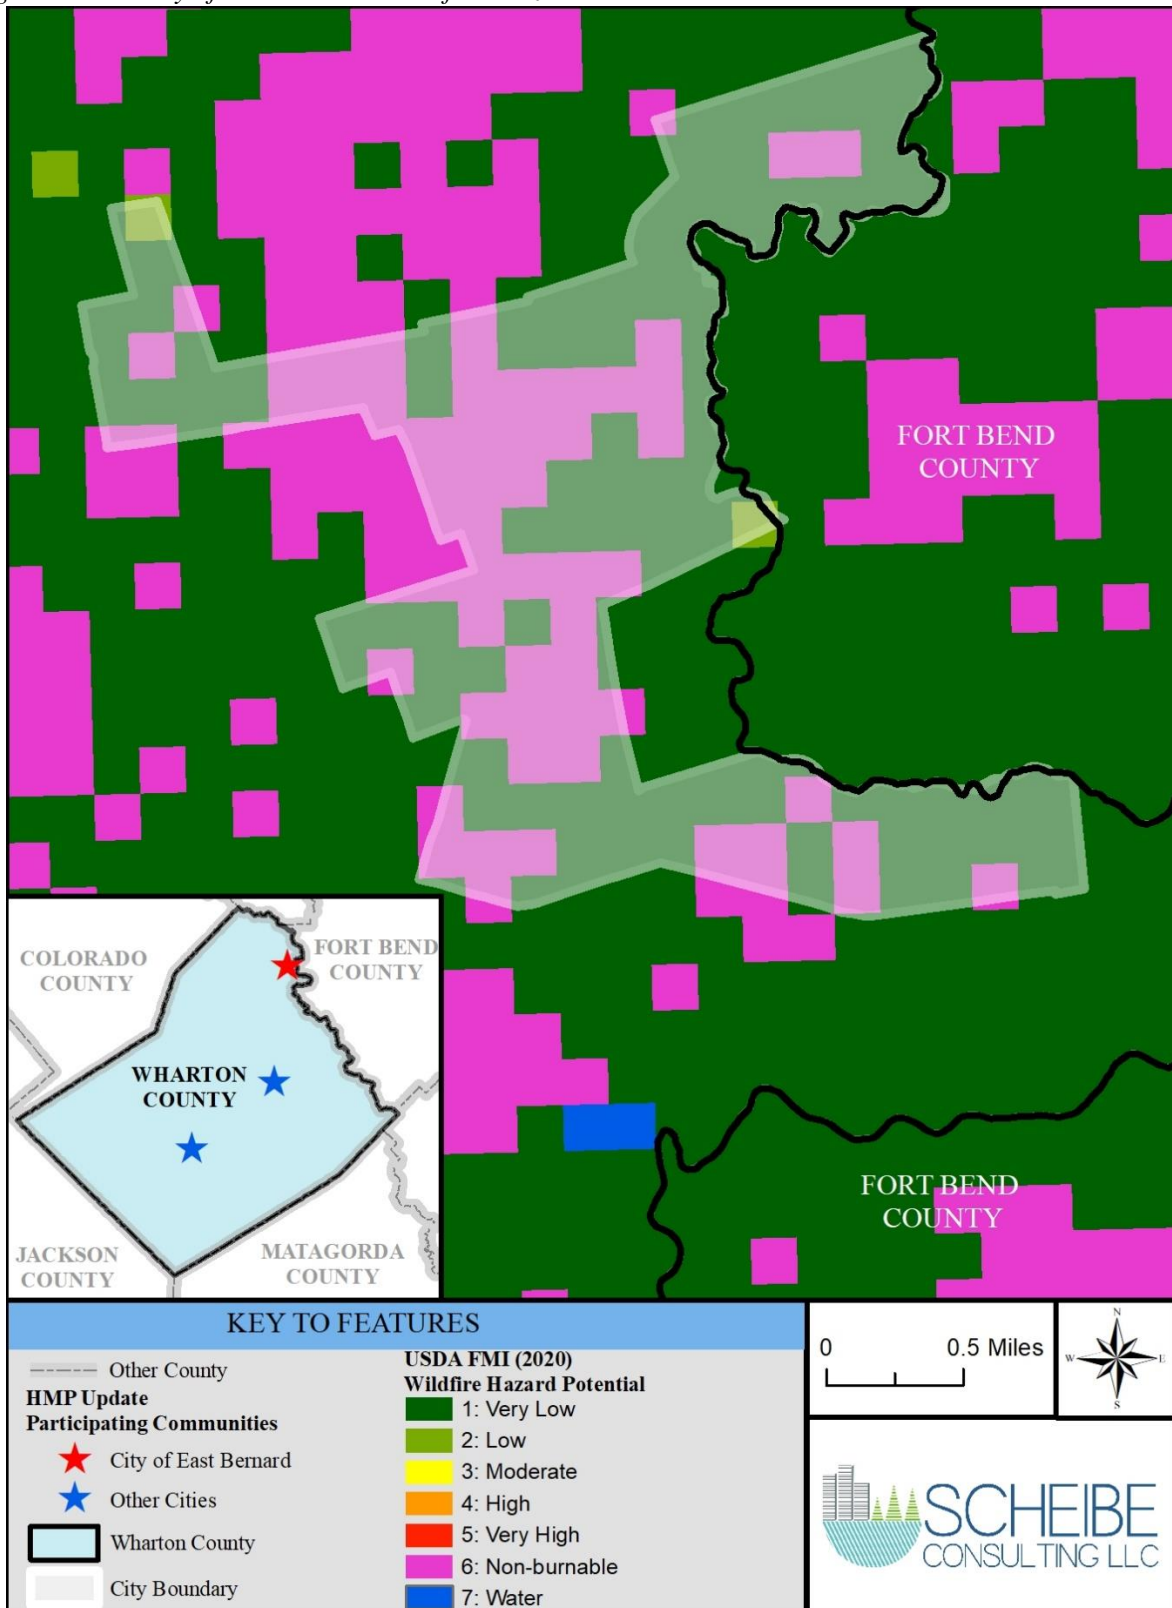 FORT BEND
COUNTY
COLORADO
COUNTY
FORT BEND
COUNTY
WHARTON
COUNTY
JACKSON
COUNTY
MATAGORDA
COUNTY
FORT BEND
COUNTY
KEY TO FEATURES
Other County
HMP Update
Participating Communities
City of East Bernard
Other Cities
Wharton County
City Boundary
USDA FMI (2020)
Wildfire Hazard Potential
1: Very Low
2: Low
3: Moderate
4: High
5: Very High
6: Non-burnable
7: Water
0 0.5 Miles
N
W E
S
SCHEIBE
CONSULTING LLC